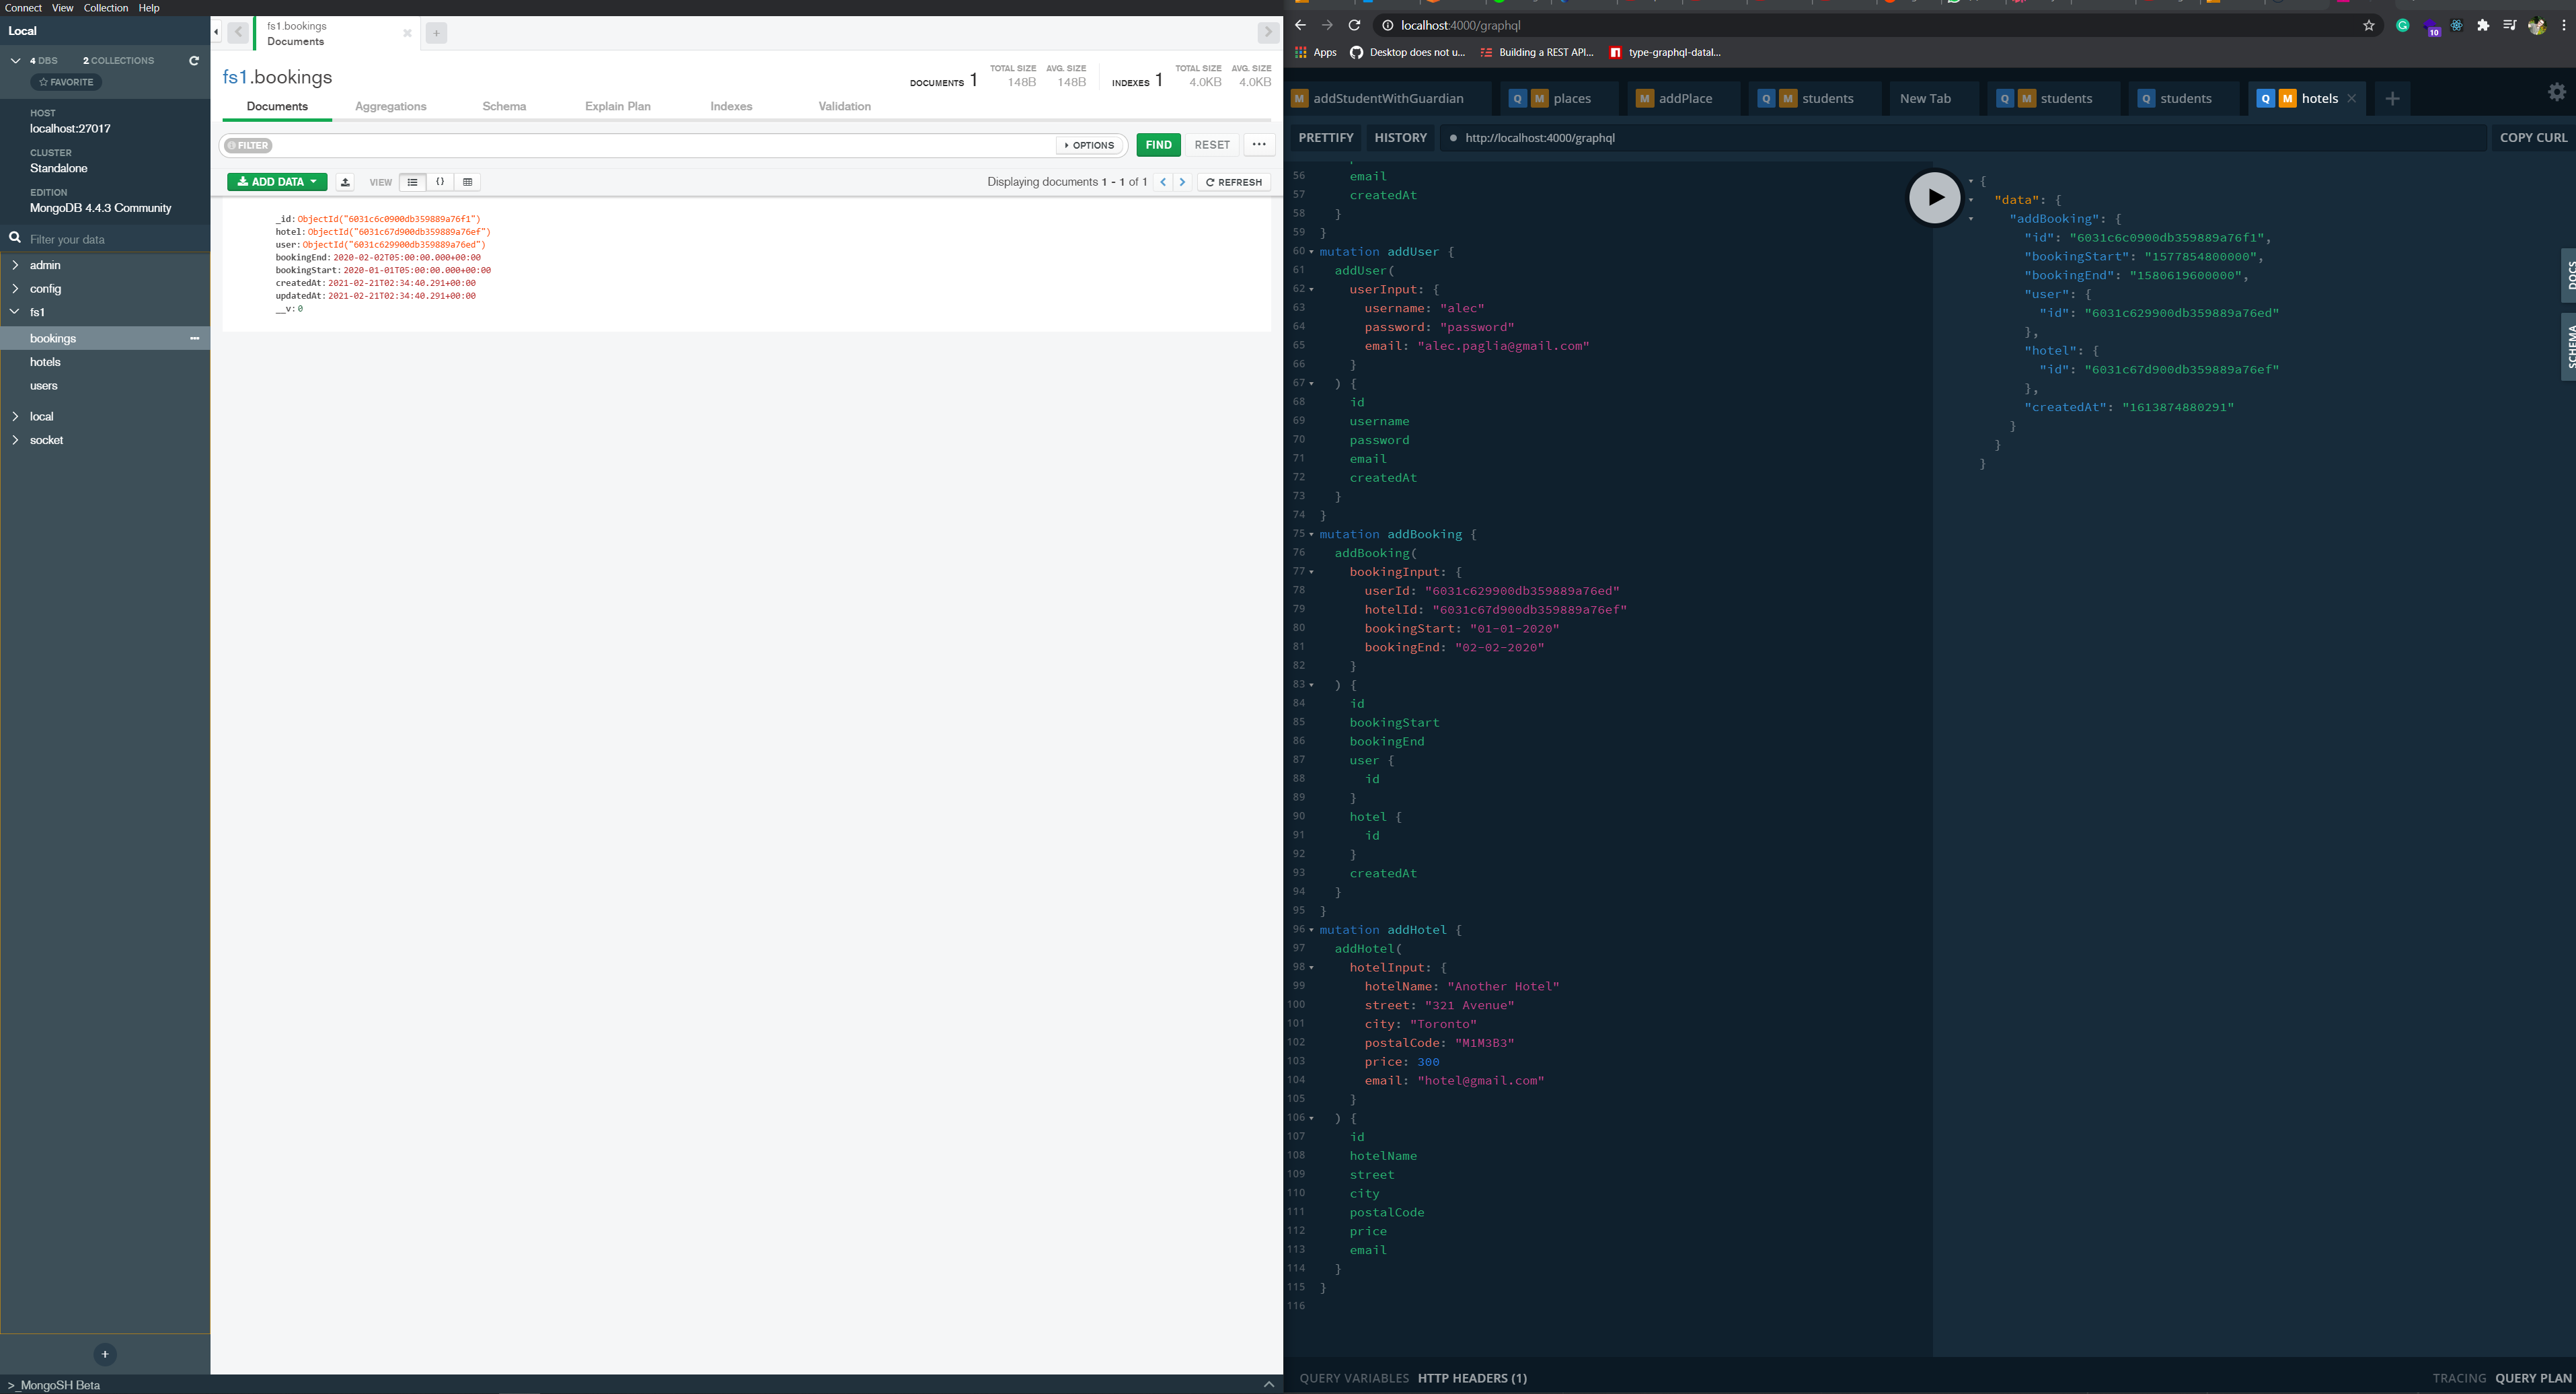 Connect View Collection Help
Local
4 DBS 2 COLLECTIONS
FAVORITE
HOST
localhost:27017
CLUSTER
Standalone
EDITION
MongoDB 4.4.3 Community
Filter your data
admin
config
fs1
bookings
hotels
users
local
socket
>_MongoSH Beta
fs1.bookings
Documents
fs1.bookings
DOCUMENTS 1 TOTAL SIZE 148B AVG. SIZE 148B INDEXES 1 TOTAL SIZE 4.0KB AVG. SIZE 4.0KB
Documents Aggregations Schema Explain Plan Indexes Validation
FILTER OPTIONS FIND RESET
ADD DATA VIEW Displaying documents 1 - 1 of 1 REFRESH
_id: ObjectId("6031c6c0900db359889a76f1")
hotel: ObjectId("6031c67d900db359889a76ef")
user: ObjectId("6031c629900db359889a76ed")
bookingEnd: 2020-02-02T05:00:00.000+00:00
bookingStart: 2020-01-01T05:00:00.000+00:00
createdAt: 2021-02-21T02:34:40.291+00:00
updatedAt: 2021-02-21T02:34:40.291+00:00
__v: 0
localhost:4000/graphql
10
Apps Desktop does not u... Building a REST API... type-graphql-datal...
M addStudentWithGuardian Q M places M addPlace Q M students New Tab Q M students Q students Q M hotels
PRETTIFY HISTORY http://localhost:4000/graphql COPY CURL
56 email
57 createdAt
58 }
59 }
60 mutation addUser {
61 addUser(
62 userInput: {
63 username: "alec"
64 password: "password"
65 email: "alec.paglia@gmail.com"
66 }
67 ) {
68 id
69 username
70 password
71 email
72 createdAt
73 }
74 }
75 mutation addBooking {
76 addBooking(
77 bookingInput: {
78 userId: "6031c629900db359889a76ed"
79 hotelId: "6031c67d900db359889a76ef"
80 bookingStart: "01-01-2020"
81 bookingEnd: "02-02-2020"
82 }
83 ) {
84 id
85 bookingStart
86 bookingEnd
87 user {
88 id
89 }
90 hotel {
91 id
92 }
93 createdAt
94 }
95 }
96 mutation addHotel {
97 addHotel(
98 hotelInput: {
99 hotelName: "Another Hotel"
100 street: "321 Avenue"
101 city: "Toronto"
102 postalCode: "M1M3B3"
103 price: 300
104 email: "hotel@gmail.com"
105 }
106 ) {
107 id
108 hotelName
109 street
110 city
111 postalCode
112 price
113 email
114 }
115 }
116
{
"data": {
"addBooking": {
"id": "6031c6c0900db359889a76f1",
"bookingStart": "1577854800000",
"bookingEnd": "1580619600000",
"user": {
"id": "6031c629900db359889a76ed"
},
"hotel": {
"id": "6031c67d900db359889a76ef"
},
"createdAt": "1613874880291"
}
}
}
DOCS
SCHEMA
QUERY VARIABLES HTTP HEADERS (1) TRACING QUERY PLAN